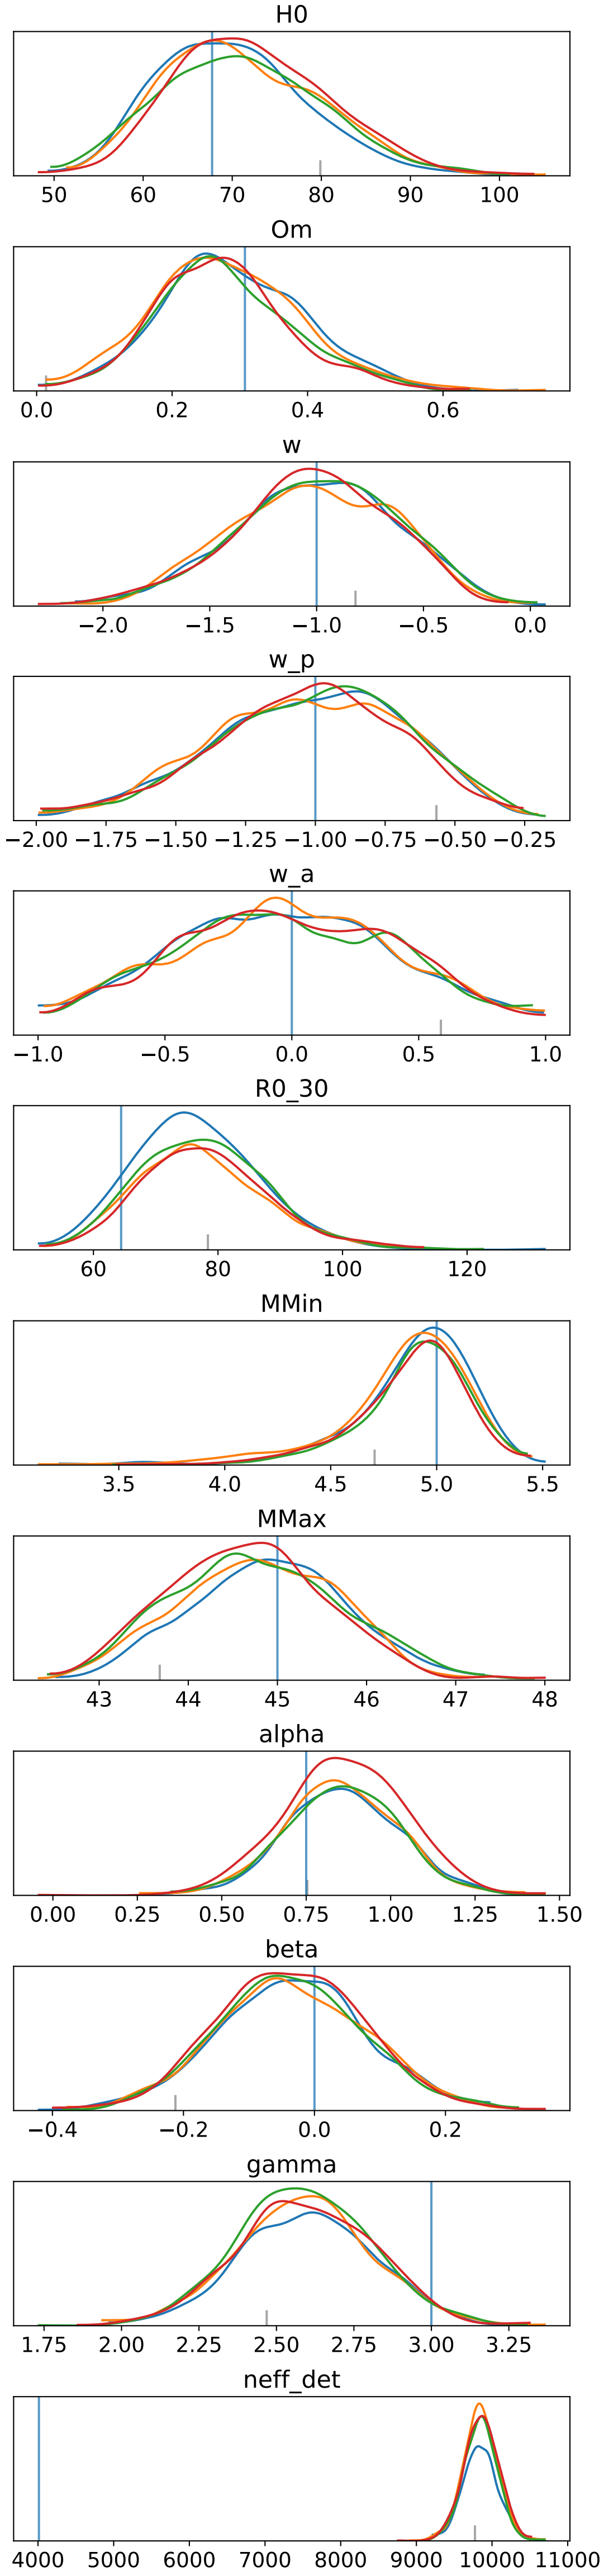 H0
50 60 70 80 90 100
Om
0.0 0.2 0.4 0.6
w
−2.0 −1.5 −1.0 −0.5 0.0
w_p
−2.00 −1.75 −1.50 −1.25 −1.00 −0.75 −0.50 −0.25
w_a
−1.0 −0.5 0.0 0.5 1.0
R0_30
60 80 100 120
MMin
3.5 4.0 4.5 5.0 5.5
MMax
43 44 45 46 47 48
alpha
0.00 0.25 0.50 0.75 1.00 1.25 1.50
beta
−0.4 −0.2 0.0 0.2
gamma
1.75 2.00 2.25 2.50 2.75 3.00 3.25
neff_det
4000 5000 6000 7000 8000 9000 10000 11000